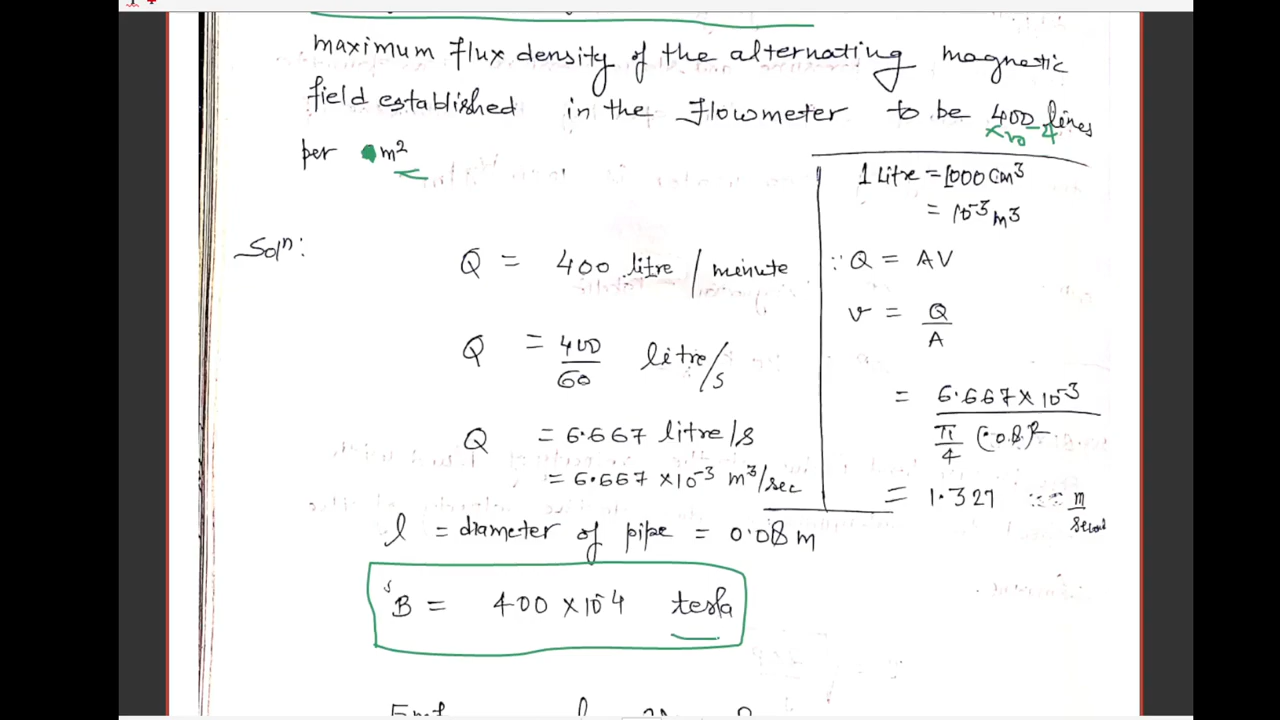 maximum flux density of the alternating magnetic
field established in the flowmeter to be 400 lines
×10-4
per m²
1 Litre = 1000 Cm³
= 10-³ m³
Solⁿ:
Q = 400 litre / minute
∵ Q = AV
v = Q
A
Q = 400 litre/s
60
= 6.667 × 10-3
π/4 (.08)²
Q = 6.667 litre/s
= 6.667 ×10-3 m³/sec
= 1.327 m
second
l = diameter of pipe = 0.08 m
B = 400 ×10-4 tesla